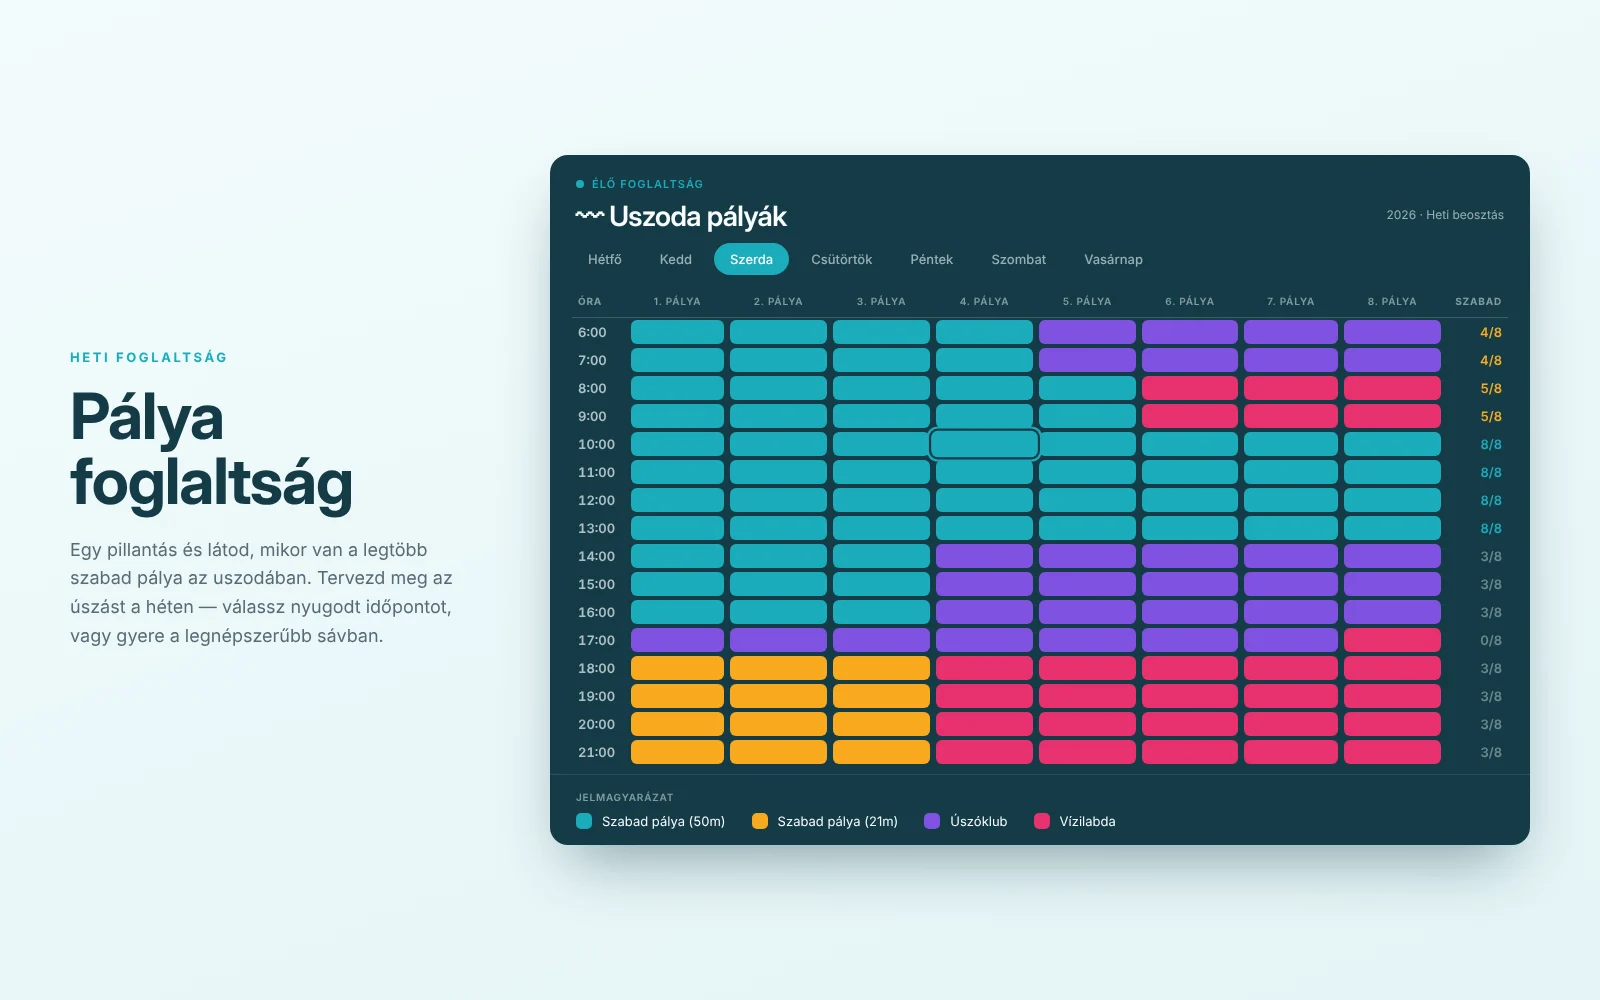 HETI FOGLALTSÁG
Pálya
foglaltság
Egy pillantás és látod, mikor van a legtöbb
szabad pálya az uszodában. Tervezd meg az
úszást a héten — válassz nyugodt időpontot,
vagy gyere a legnépszerűbb sávban.
ÉLŐ FOGLALTSÁG
Uszoda pályák
2026 · Heti beosztás
Hétfő Kedd Szerda Csütörtök Péntek Szombat Vasárnap
ÓRA 1. PÁLYA 2. PÁLYA 3. PÁLYA 4. PÁLYA 5. PÁLYA 6. PÁLYA 7. PÁLYA 8. PÁLYA SZABAD
6:00 4/8
7:00 4/8
8:00 5/8
9:00 5/8
10:00 8/8
11:00 8/8
12:00 8/8
13:00 8/8
14:00 3/8
15:00 3/8
16:00 3/8
17:00 0/8
18:00 3/8
19:00 3/8
20:00 3/8
21:00 3/8
JELMAGYARÁZAT
Szabad pálya (50m) Szabad pálya (21m) Úszóklub Vízilabda